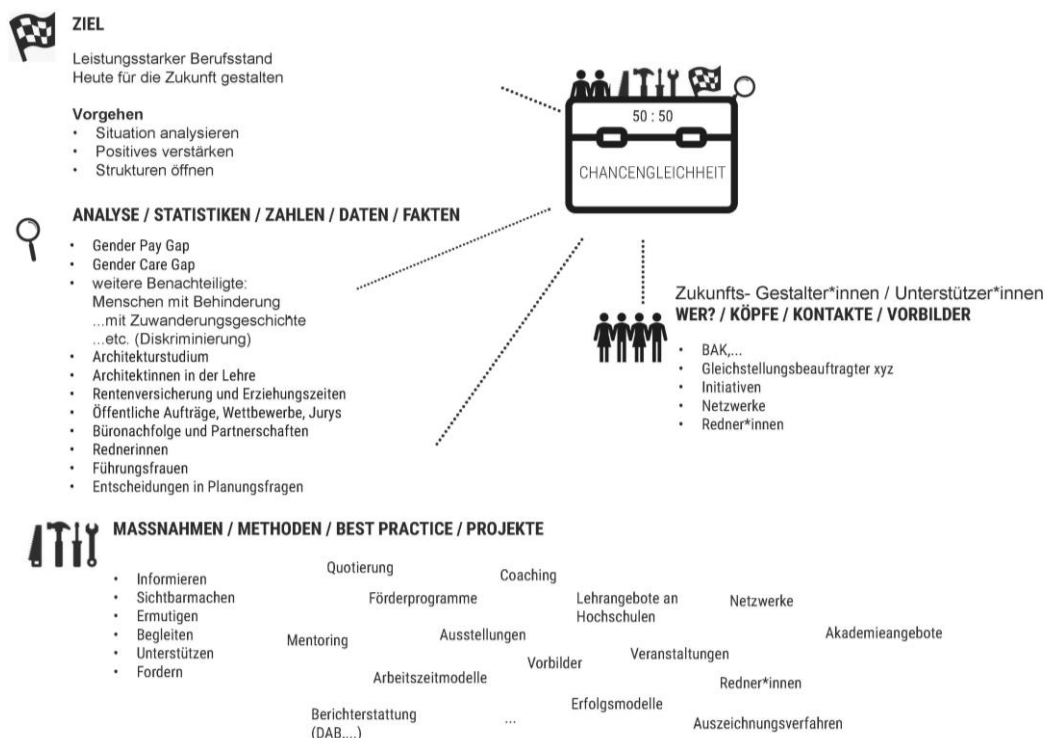 ZIEL
Leistungsstarker Berufsstand
Heute für die Zukunft gestalten
Vorgehen
• Situation analysieren
• Positives verstärken
• Strukturen öffnen
50 : 50
CHANCENGLEICHHEIT
ANALYSE / STATISTIKEN / ZAHLEN / DATEN / FAKTEN
• Gender Pay Gap
• Gender Care Gap
• weitere Benachteiligte:
Menschen mit Behinderung
...mit Zuwanderungsgeschichte
...etc. (Diskriminierung)
• Architekturstudium
• Architektinnen in der Lehre
• Rentenversicherung und Erziehungszeiten
• Öffentliche Aufträge, Wettbewerbe, Jurys
• Büronachfolge und Partnerschaften
• Rednerinnen
• Führungsfrauen
• Entscheidungen in Planungsfragen
Zukunfts- Gestalter*innen / Unterstützer*innen
WER? / KÖPFE / KONTAKTE / VORBILDER
• BAK,...
• Gleichstellungsbeauftragter xyz
• Initiativen
• Netzwerke
• Redner*innen
MASSNAHMEN / METHODEN / BEST PRACTICE / PROJEKTE
• Informieren
• Sichtbarmachen
• Ermutigen
• Begleiten
• Unterstützen
• Fordern
Quotierung
Coaching
Förderprogramme
Lehrangebote an
Hochschulen
Netzwerke
Mentoring
Ausstellungen
Akademieangebote
Vorbilder
Veranstaltungen
Arbeitszeitmodelle
Redner*innen
Erfolgsmodelle
Berichterstattung
(DAB,...)
...
Auszeichnungsverfahren